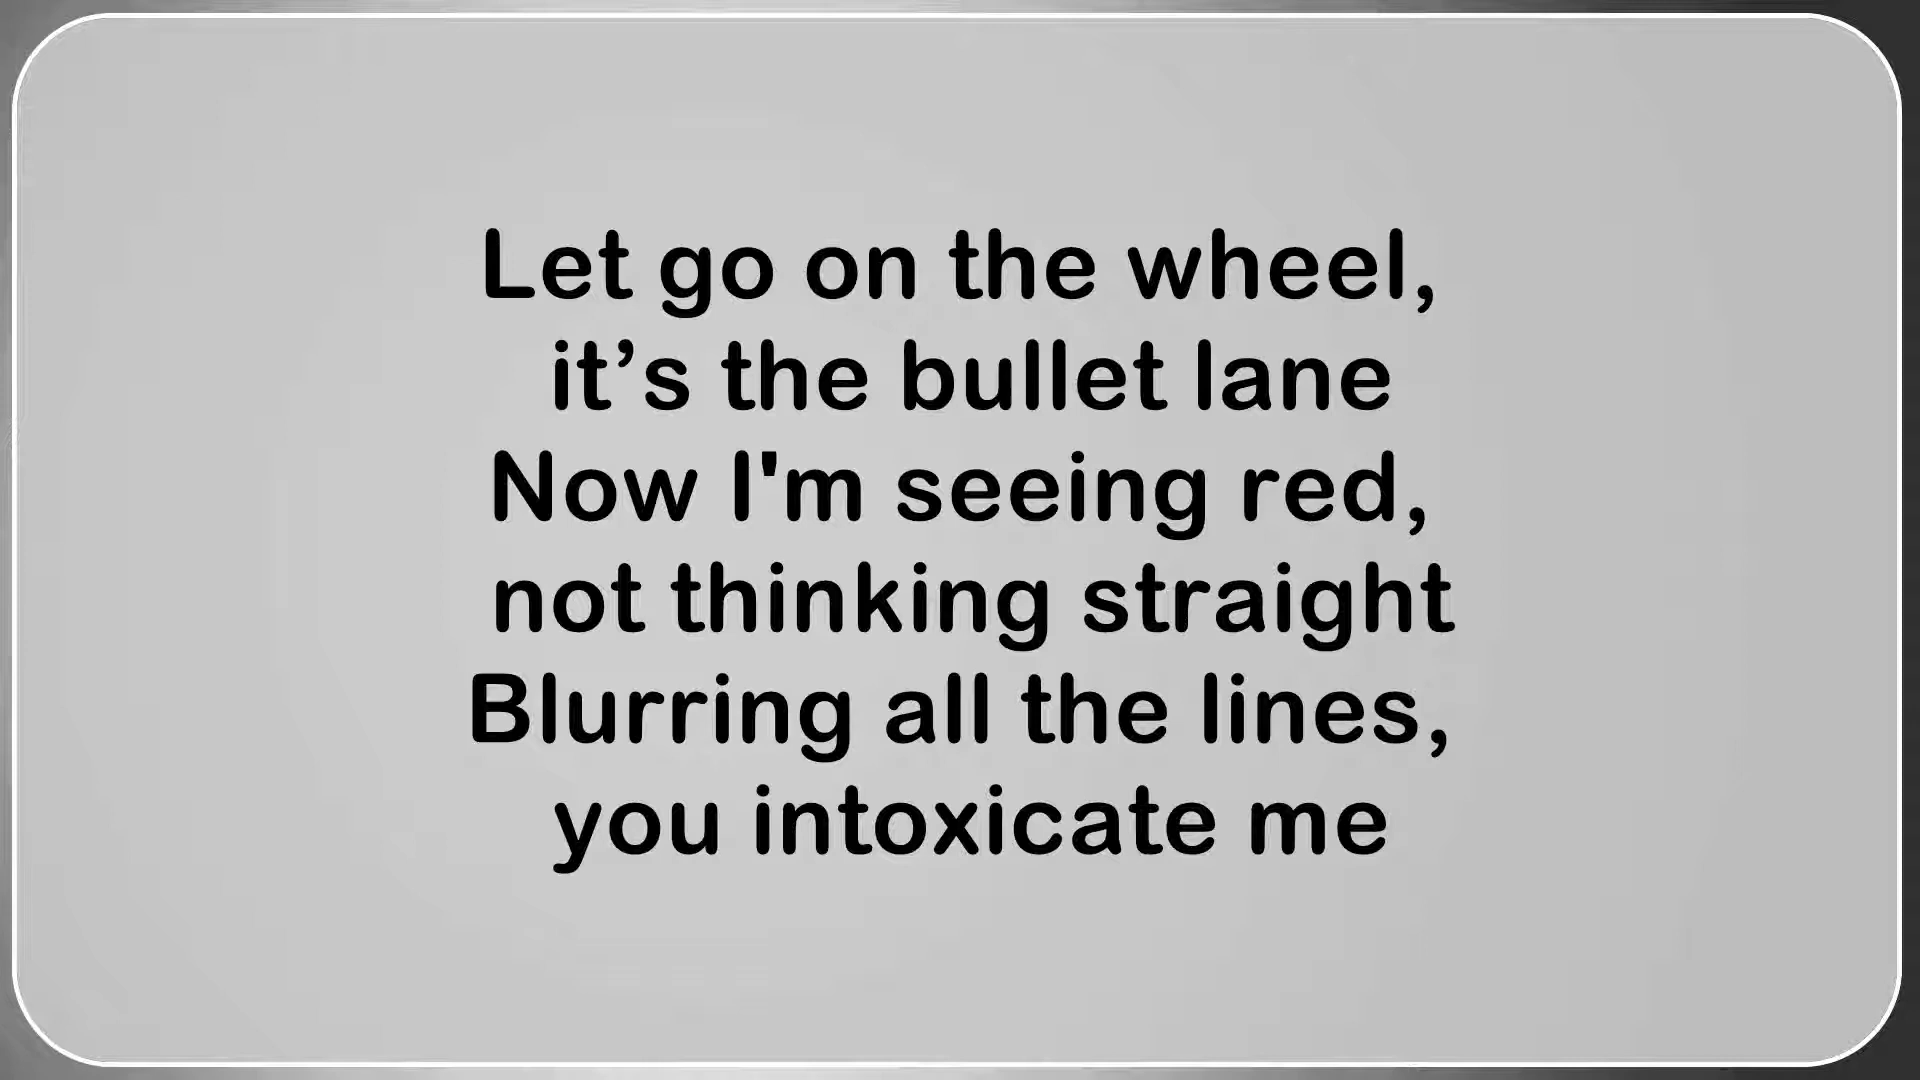 Let go on the wheel,
it’s the bullet lane
Now I'm seeing red,
not thinking straight
Blurring all the lines,
you intoxicate me